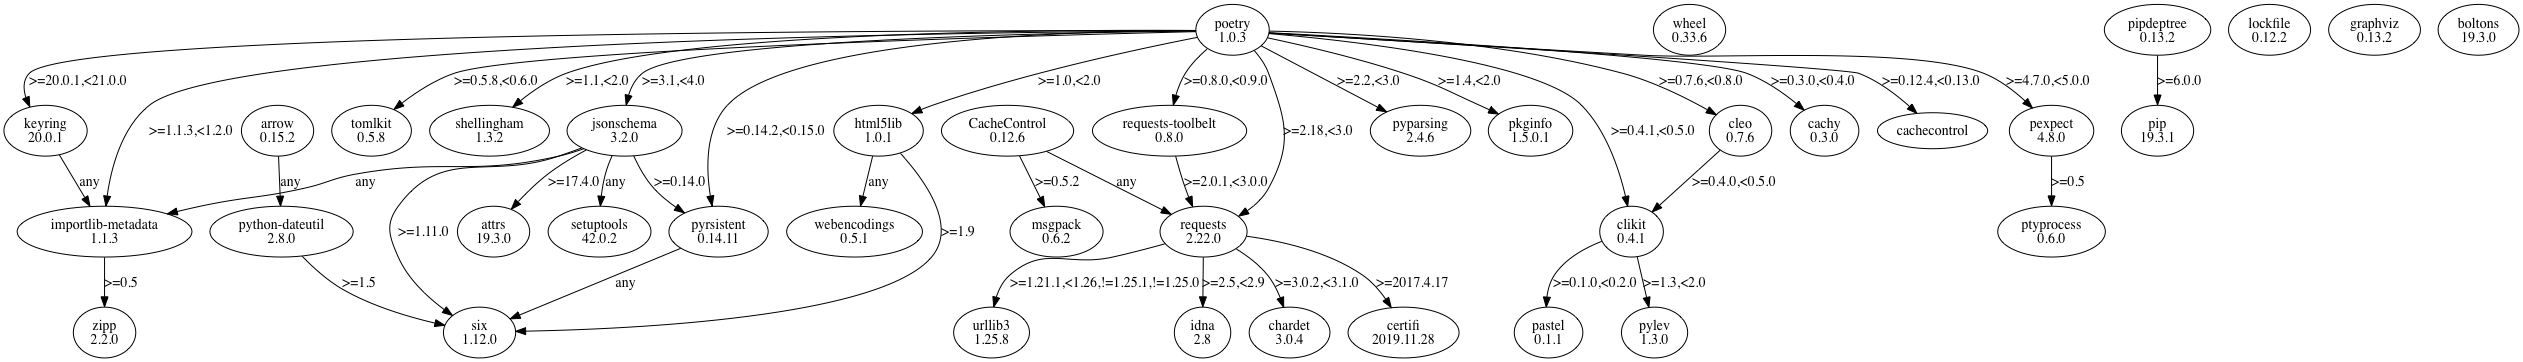 poetry
1.0.3
wheel
0.33.6
pipdeptree
0.13.2
lockfile
0.12.2
graphviz
0.13.2
boltons
19.3.0
>=20.0.1,<21.0.0
>=0.5.8,<0.6.0
>=1.1,<2.0
>=3.1,<4.0
>=1.0,<2.0
>=0.8.0,<0.9.0
>=2.2,<3.0
>=1.4,<2.0
>=0.7.6,<0.8.0
>=0.3.0,<0.4.0
>=0.12.4,<0.13.0
>=4.7.0,<5.0.0
>=6.0.0
keyring
20.0.1
>=1.1.3,<1.2.0
arrow
0.15.2
tomlkit
0.5.8
shellingham
1.3.2
jsonschema
3.2.0
>=0.14.2,<0.15.0
html5lib
1.0.1
CacheControl
0.12.6
requests-toolbelt
0.8.0
>=2.18,<3.0
pyparsing
2.4.6
pkginfo
1.5.0.1
>=0.4.1,<0.5.0
cleo
0.7.6
cachy
0.3.0
cachecontrol
pexpect
4.8.0
pip
19.3.1
any
any
any
>=17.4.0
any
>=0.14.0
any
>=0.5.2
any
>=2.0.1,<3.0.0
>=0.4.0,<0.5.0
>=0.5
importlib-metadata
1.1.3
python-dateutil
2.8.0
>=1.11.0
attrs
19.3.0
setuptools
42.0.2
pyrsistent
0.14.11
webencodings
0.5.1
>=1.9
msgpack
0.6.2
requests
2.22.0
clikit
0.4.1
ptyprocess
0.6.0
>=0.5
>=1.5
any
>=1.21.1,<1.26,!=1.25.1,!=1.25.0
>=2.5,<2.9
>=3.0.2,<3.1.0
>=2017.4.17
>=0.1.0,<0.2.0
>=1.3,<2.0
zipp
2.2.0
six
1.12.0
urllib3
1.25.8
idna
2.8
chardet
3.0.4
certifi
2019.11.28
pastel
0.1.1
pylev
1.3.0